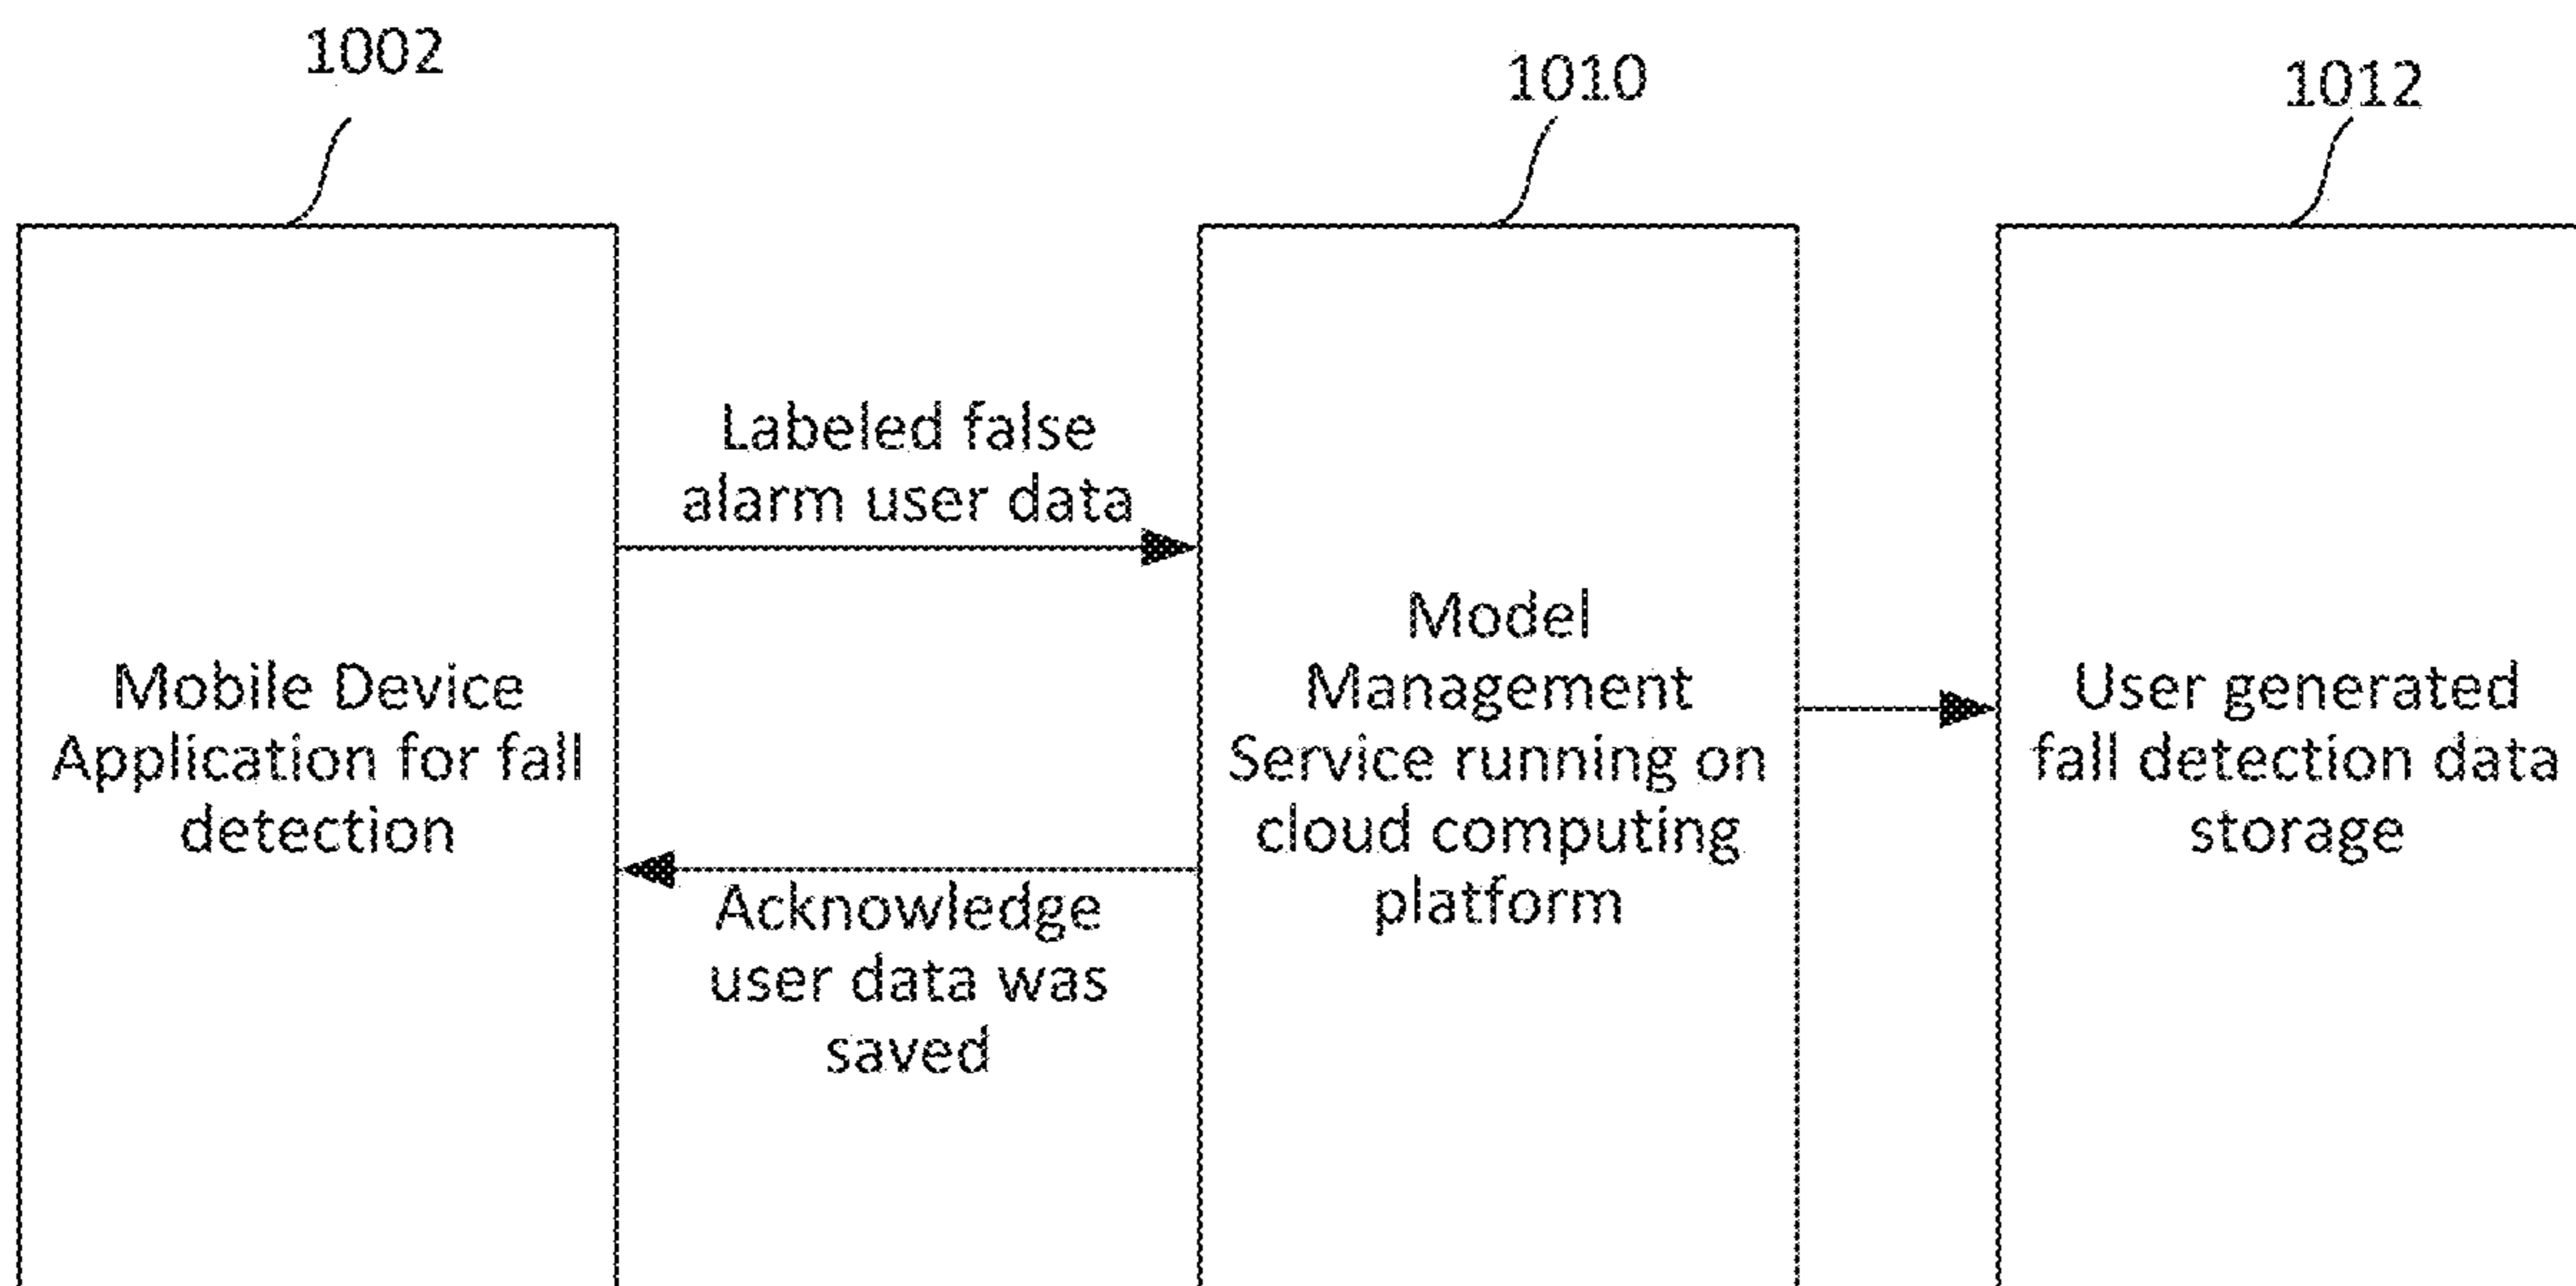 1002
1010
1012
Labeled false
alarm user data
Mobile Device
Application for fall
detection
Model
Management
Service running on
cloud computing
platform
User generated
fall detection data
storage
Acknowledge
user data was
saved